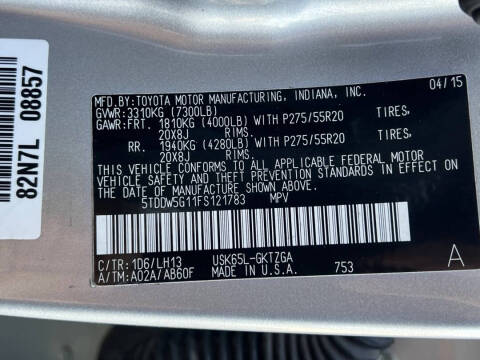 82N7L 08857
MFD.BY:TOYOTA MOTOR MANUFACTURING, INDIANA, INC. 04/15
GVWR:3310KG (7300LB)
GAWR:FRT. 1810KG (4000LB) WITH P275/55R20 TIRES,
20X8J RIMS.
RR. 1940KG (4280LB) WITH P275/55R20 TIRES,
20X8J RIMS.
THIS VEHICLE CONFORMS TO ALL APPLICABLE FEDERAL MOTOR
VEHICLE SAFETY AND THEFT PREVENTION STANDARDS IN EFFECT ON
THE DATE OF MANUFACTURE SHOWN ABOVE.
5TDDW5G11FS121783 MPV
C/TR:1D6/LH13 USK65L-GKTZGA A
A/TM:A02A/AB60F 753